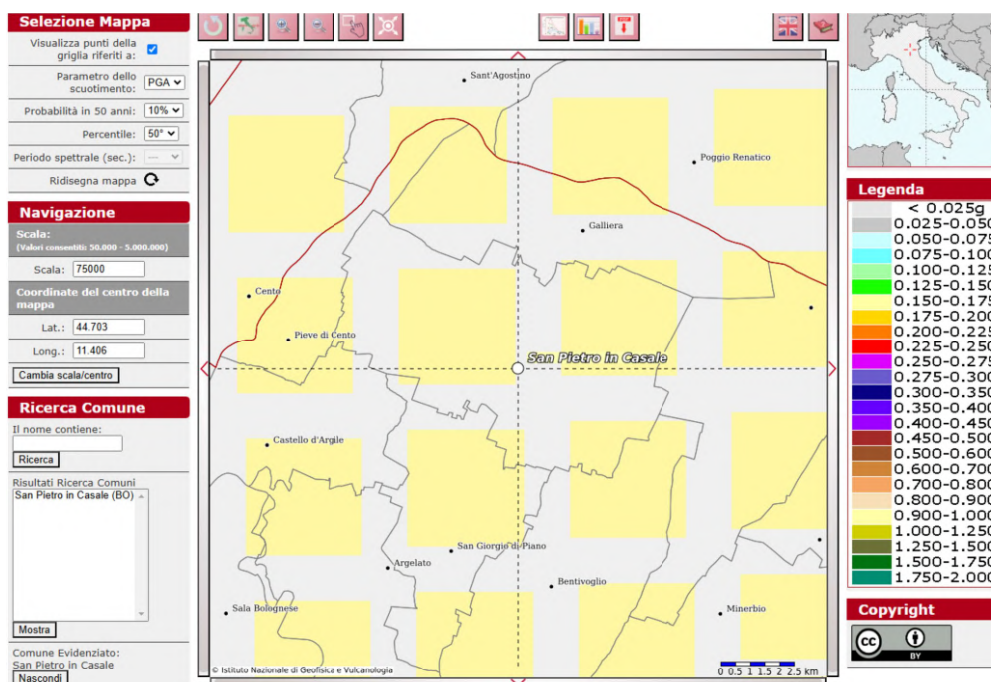 Selezione Mappa
Visualizza punti della
griglia riferiti a:
Parametro dello
scuotimento:
PGA
Probabilità in 50 anni:
10%
Percentile:
50°
Periodo spettrale (sec.):
---
Ridisegna mappa
Navigazione
Scala:
(Valori consentiti: 50.000 - 5.000.000)
Scala:
75000
Coordinate del centro della
mappa
Lat.:
44.703
Long.:
11.406
Cambia scala/centro
Ricerca Comune
Il nome contiene:
Ricerca
Risultati Ricerca Comuni
San Pietro in Casale (BO)
Mostra
Comune Evidenziato:
San Pietro in Casale
Nascondi
Sant'Agostino
Poggio Renatico
Galliera
Cento
Pieve di Cento
San Pietro in Casale
Castello d'Argile
San Giorgio di Piano
Argelato
Bentivoglio
Sala Bolognese
Minerbio
© Istituto Nazionale di Geofisica e Vulcanologia
0 0.5 1 1.5 2 2.5 km
Legenda
< 0.025g
0.025-0.050
0.050-0.075
0.075-0.100
0.100-0.125
0.125-0.150
0.150-0.175
0.175-0.200
0.200-0.225
0.225-0.250
0.250-0.275
0.275-0.300
0.300-0.350
0.350-0.400
0.400-0.450
0.450-0.500
0.500-0.600
0.600-0.700
0.700-0.800
0.800-0.900
0.900-1.000
1.000-1.250
1.250-1.500
1.500-1.750
1.750-2.000
Copyright
cc
BY